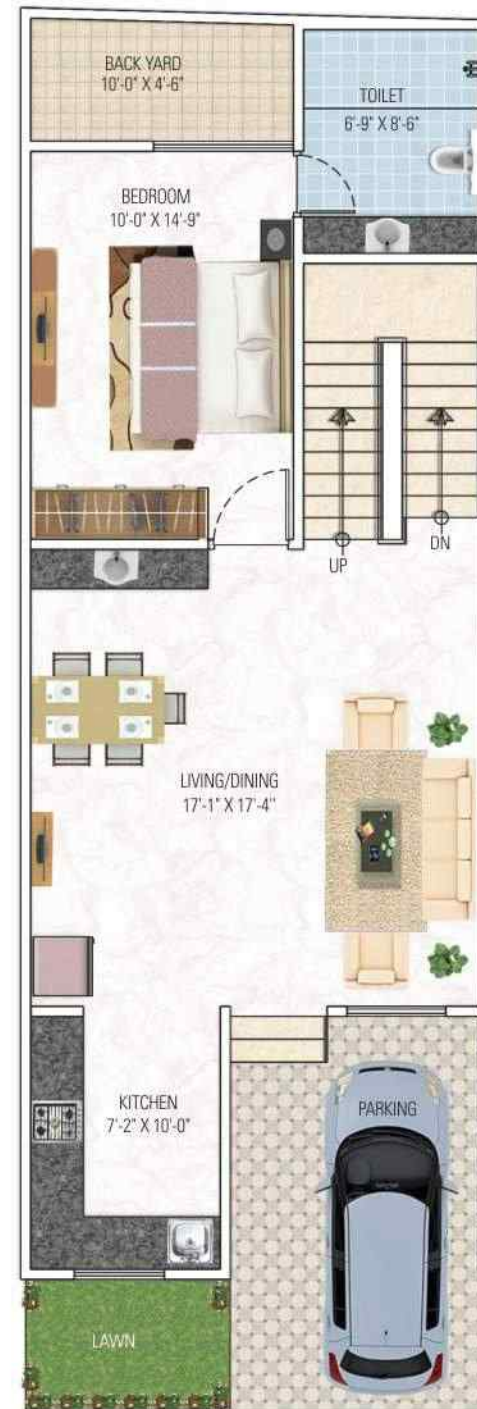 BACK YARD
10'-0" X 4'-6"
TOILET
6'-9" X 8'-6"
BEDROOM
10'-0" X 14'-9"
UP
DN
LIVING/DINING
17'-1" X 17'-4"
KITCHEN
7'-2" X 10'-0"
PARKING
LAWN